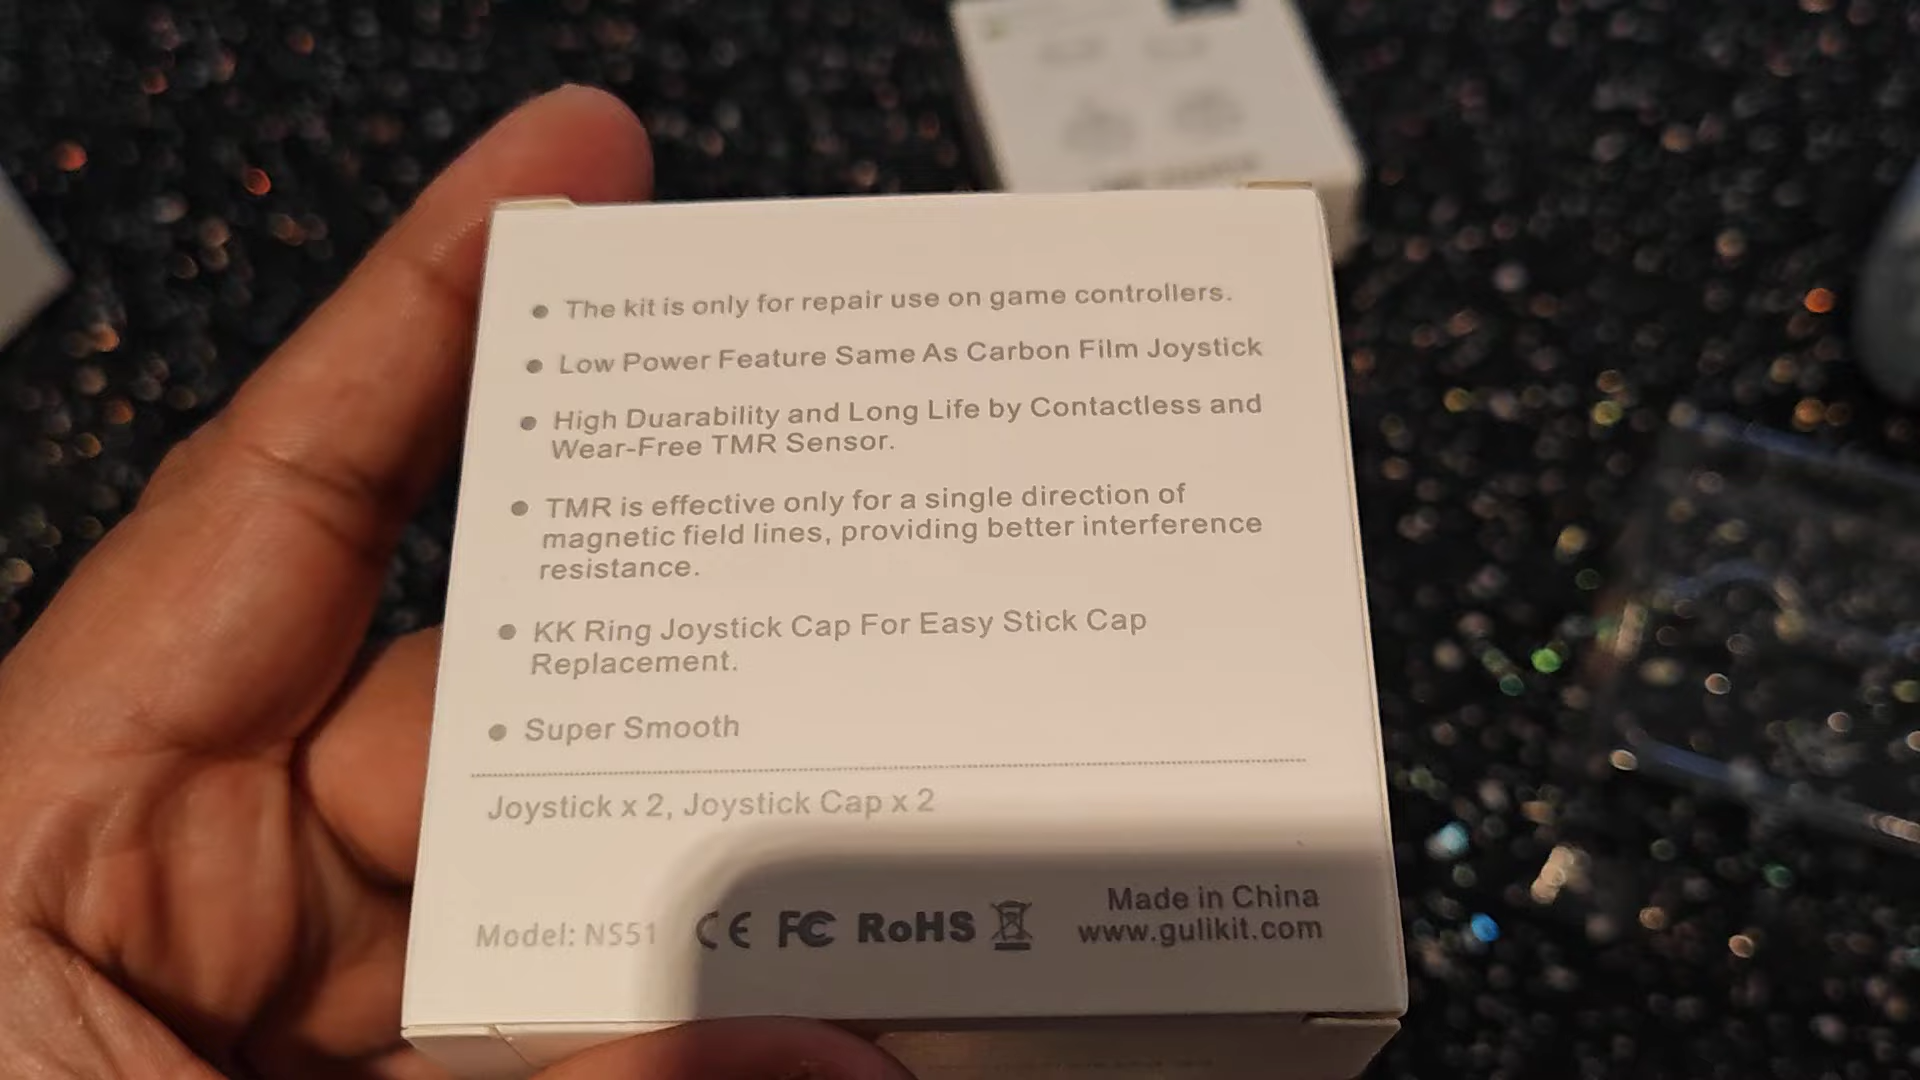 The kit is only for repair use on game controllers.
Low Power Feature Same As Carbon Film Joystick
High Duarability and Long Life by Contactless and
Wear-Free TMR Sensor.
TMR is effective only for a single direction of
magnetic field lines, providing better interference
resistance.
KK Ring Joystick Cap For Easy Stick Cap
Replacement.
Super Smooth
Joystick x 2, Joystick Cap x 2
Made in China
Model: NS51 CE FC RoHS www.gulikit.com